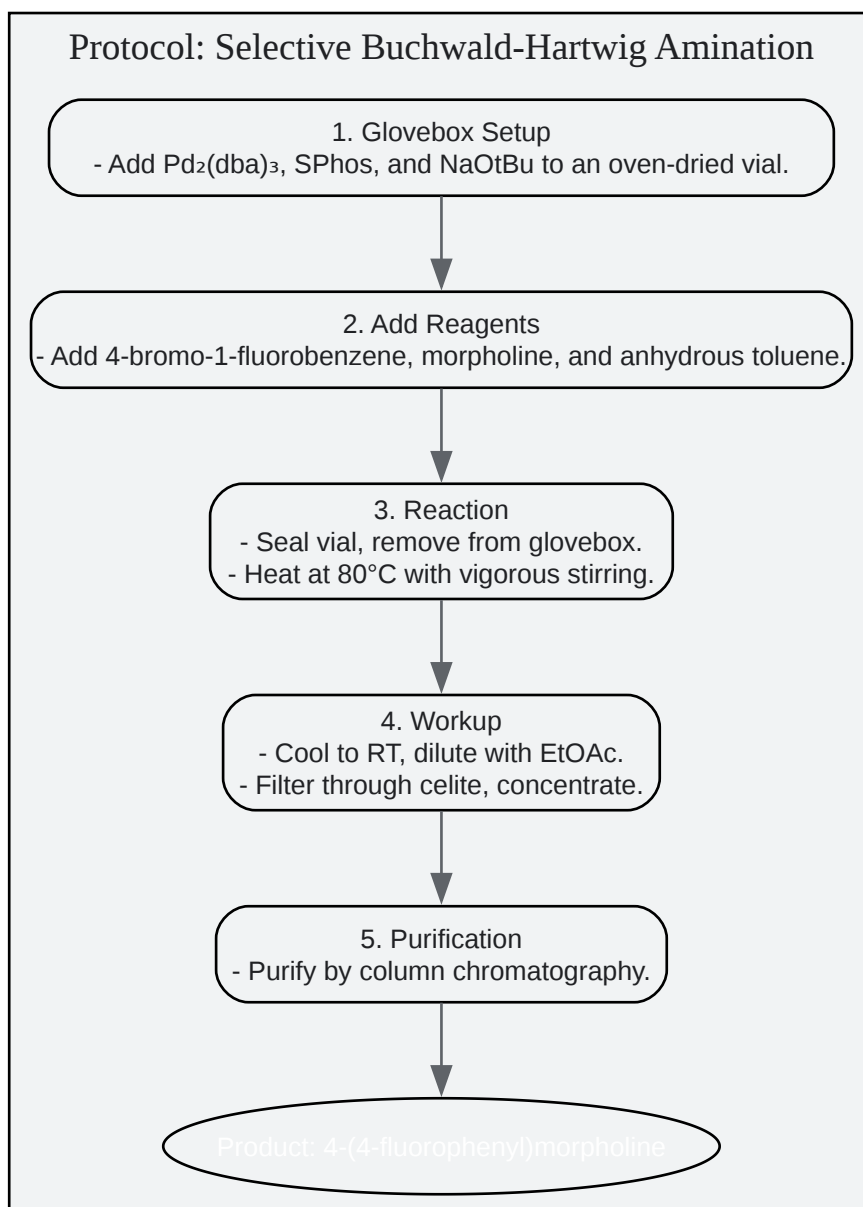 Protocol: Selective Buchwald-Hartwig Amination
1. Glovebox Setup
- Add Pd₂(dba)₃, SPhos, and NaOtBu to an oven-dried vial.
2. Add Reagents
- Add 4-bromo-1-fluorobenzene, morpholine, and anhydrous toluene.
3. Reaction
- Seal vial, remove from glovebox.
- Heat at 80°C with vigorous stirring.
4. Workup
- Cool to RT, dilute with EtOAc.
- Filter through celite, concentrate.
5. Purification
- Purify by column chromatography.
Product: 4-(4-fluorophenyl)morpholine